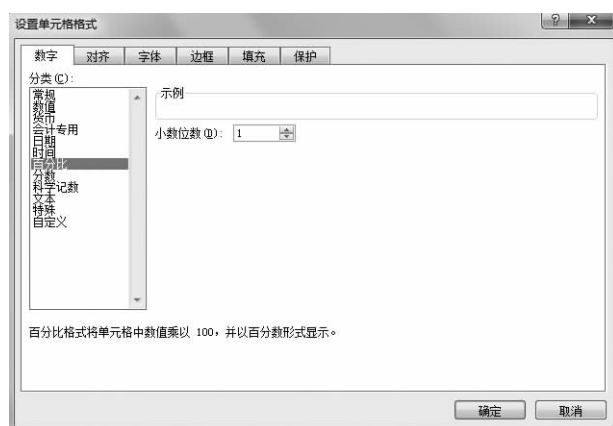 设置单元格格式
数字 对齐 字体 边框 填充 保护
分类(C):
常规
数值
货币
会计专用
日期
时间
百分比
分数
科学记数
文本
特殊
自定义
示例
小数位数(D): 1
百分比格式将单元格中数值乘以 100，并以百分数形式显示。
确定 取消